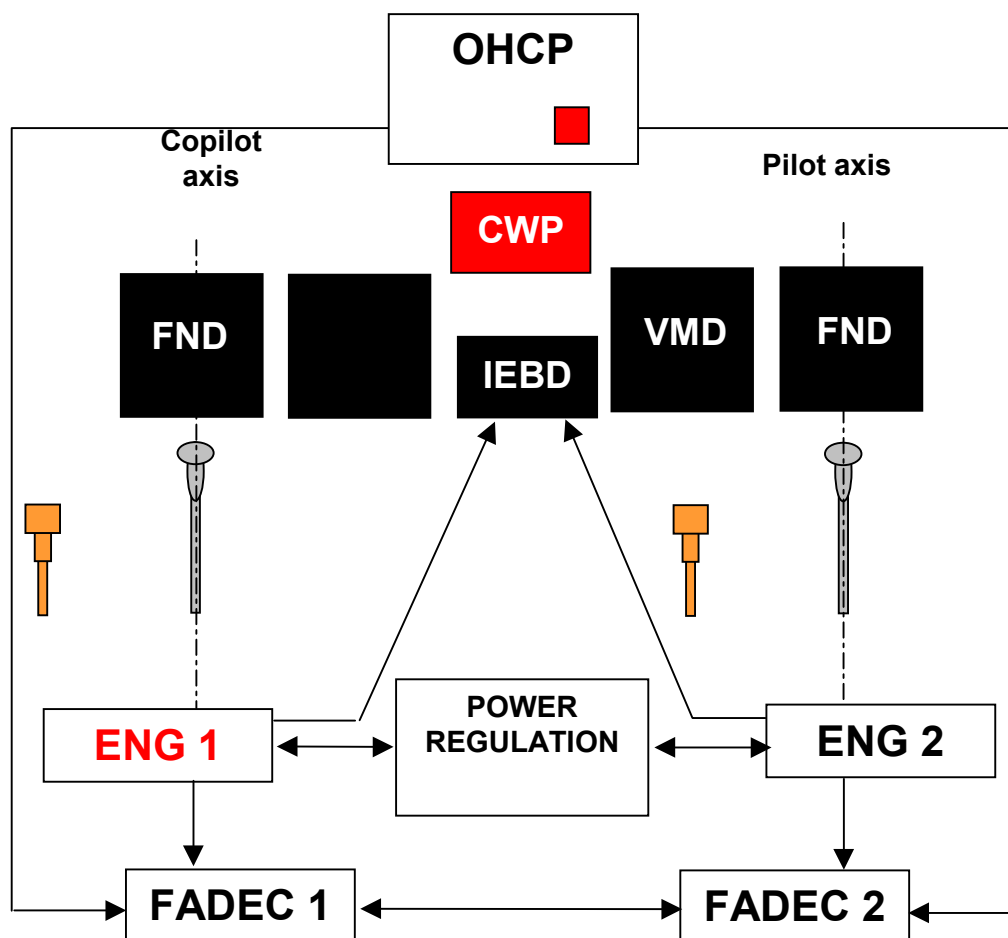 OHCP
Copilot
axis
Pilot axis
CWP
FND
VMD
FND
IEBD
ENG 1
POWER
REGULATION
ENG 2
FADEC 1
FADEC 2